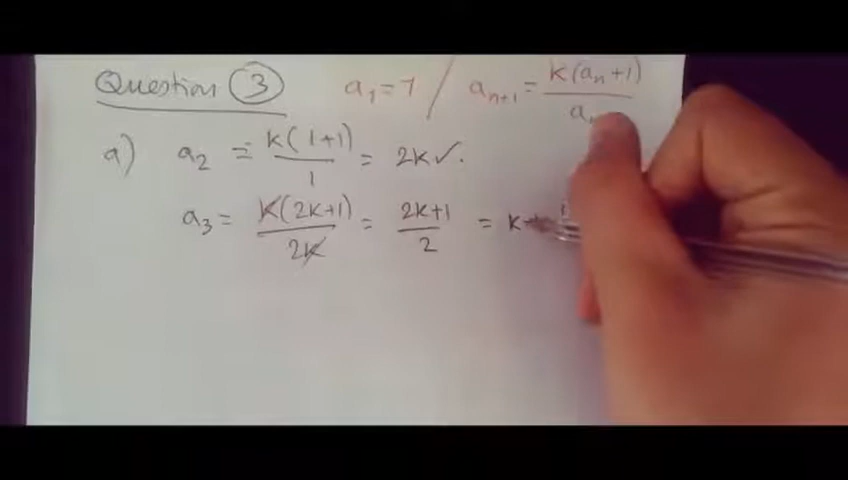 Question 3 a₁=1 / aₙ₊₁ = k(aₙ+1)/aₙ
a) a₂ = k(1+1)/1 = 2k ✓.
a₃ = k(2k+1)/2k = 2k+1/2 = k+